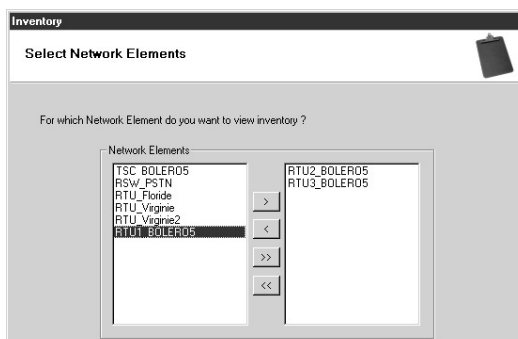 Inventory
Select Network Elements
For which Network Element do you want to view inventory ?
Network Elements
TSC_BOLERO5
RSW_PSTN
RTU_Floride
RTU_Virginie
RTU_Virginie2
RTU1_BOLERO5
RTU2_BOLERO5
RTU3_BOLERO5
>
<
>>
<<